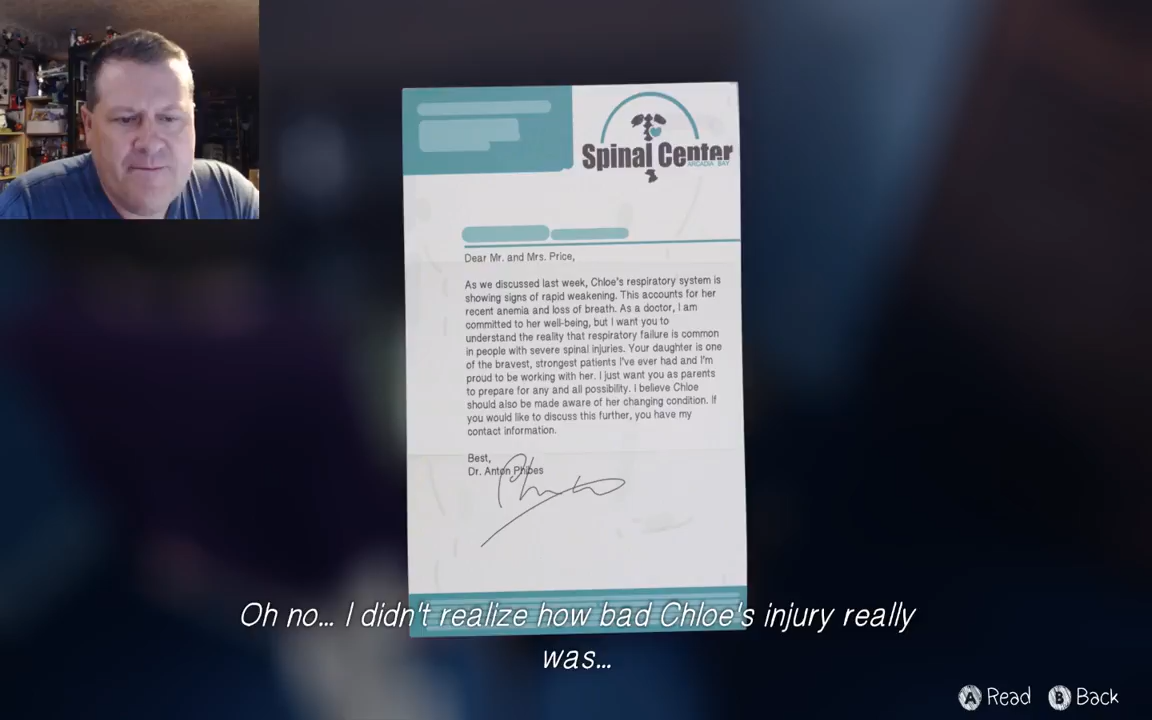 Spinal Center
ARCADIA BAY
Dear Mr. and Mrs. Price,
As we discussed last week, Chloe's respiratory system is
showing signs of rapid weakening. This accounts for her
recent anemia and loss of breath. As a doctor, I am
committed to her well-being, but I want you to
understand the reality that respiratory failure is common
in people with severe spinal injuries. Your daughter is one
of the bravest, strongest patients I've ever had and I'm
proud to be working with her. I just want you as parents
to prepare for any and all possibility. I believe Chloe
should also be made aware of her changing condition. If
you would like to discuss this further, you have my
contact information.
Best,
Dr. Anton Phibes
Oh no... I didn't realize how bad Chloe's injury really
was...
A Read B Back